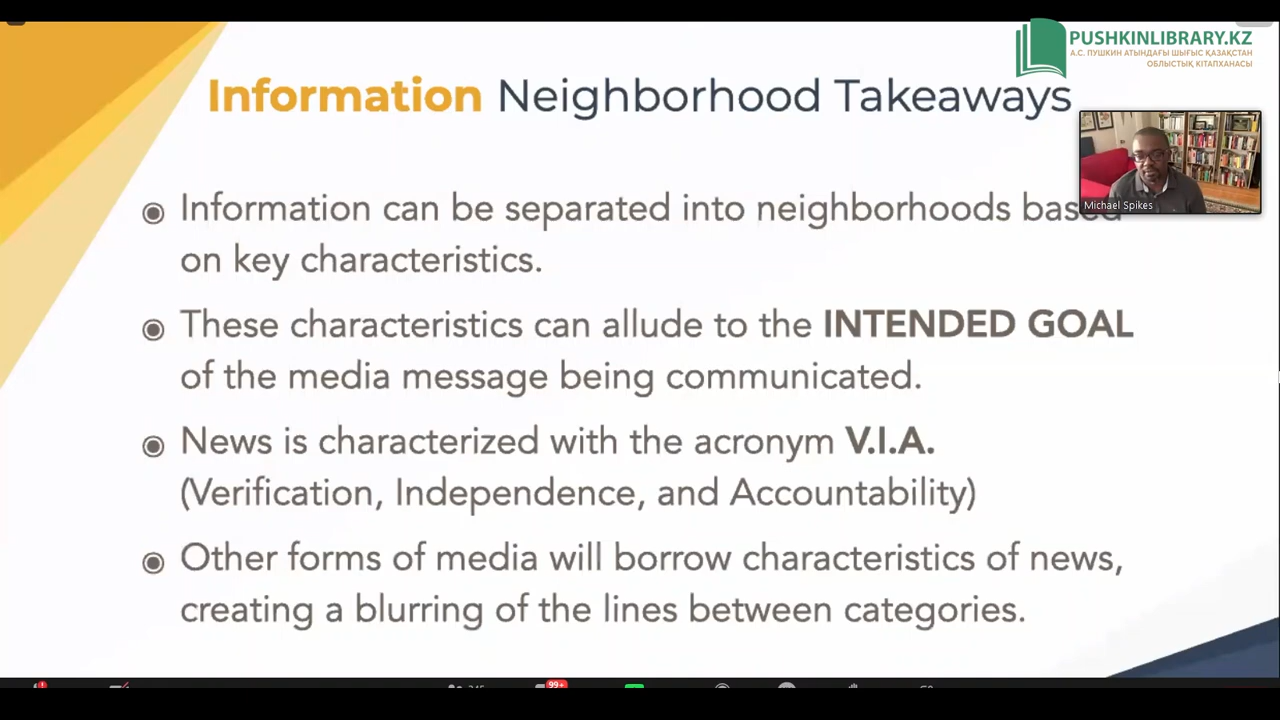 PUSHKINLIBRARY.KZ
А.С. ПУШКИН АТЫНДАҒЫ ШЫҒЫС ҚАЗАҚСТАН
ОБЛЫСТЫҚ КІТАПХАНАСЫ
Information Neighborhood Takeaways
Michael Spikes
Information can be separated into neighborhoods based
on key characteristics.
These characteristics can allude to the INTENDED GOAL
of the media message being communicated.
News is characterized with the acronym V.I.A.
(Verification, Independence, and Accountability)
Other forms of media will borrow characteristics of news,
creating a blurring of the lines between categories.
99+